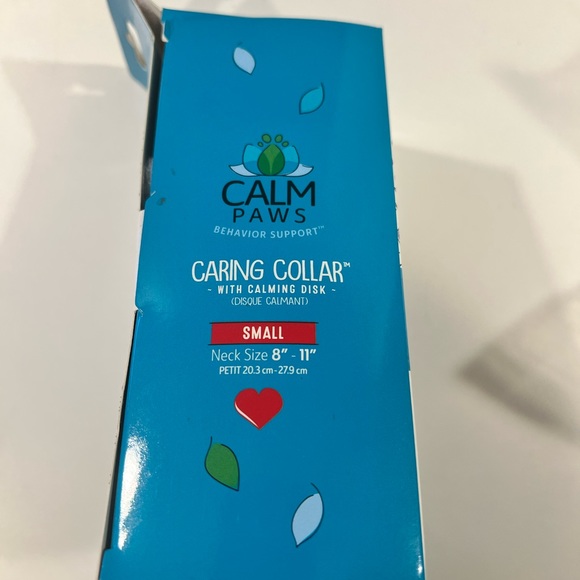 CALM
PAWS
BEHAVIOR SUPPORT™
CARING COLLAR™
- WITH CALMING DISK -
(DISQUE CALMANT)
SMALL
Neck Size 8" - 11"
PETIT 20.3 cm - 27.9 cm